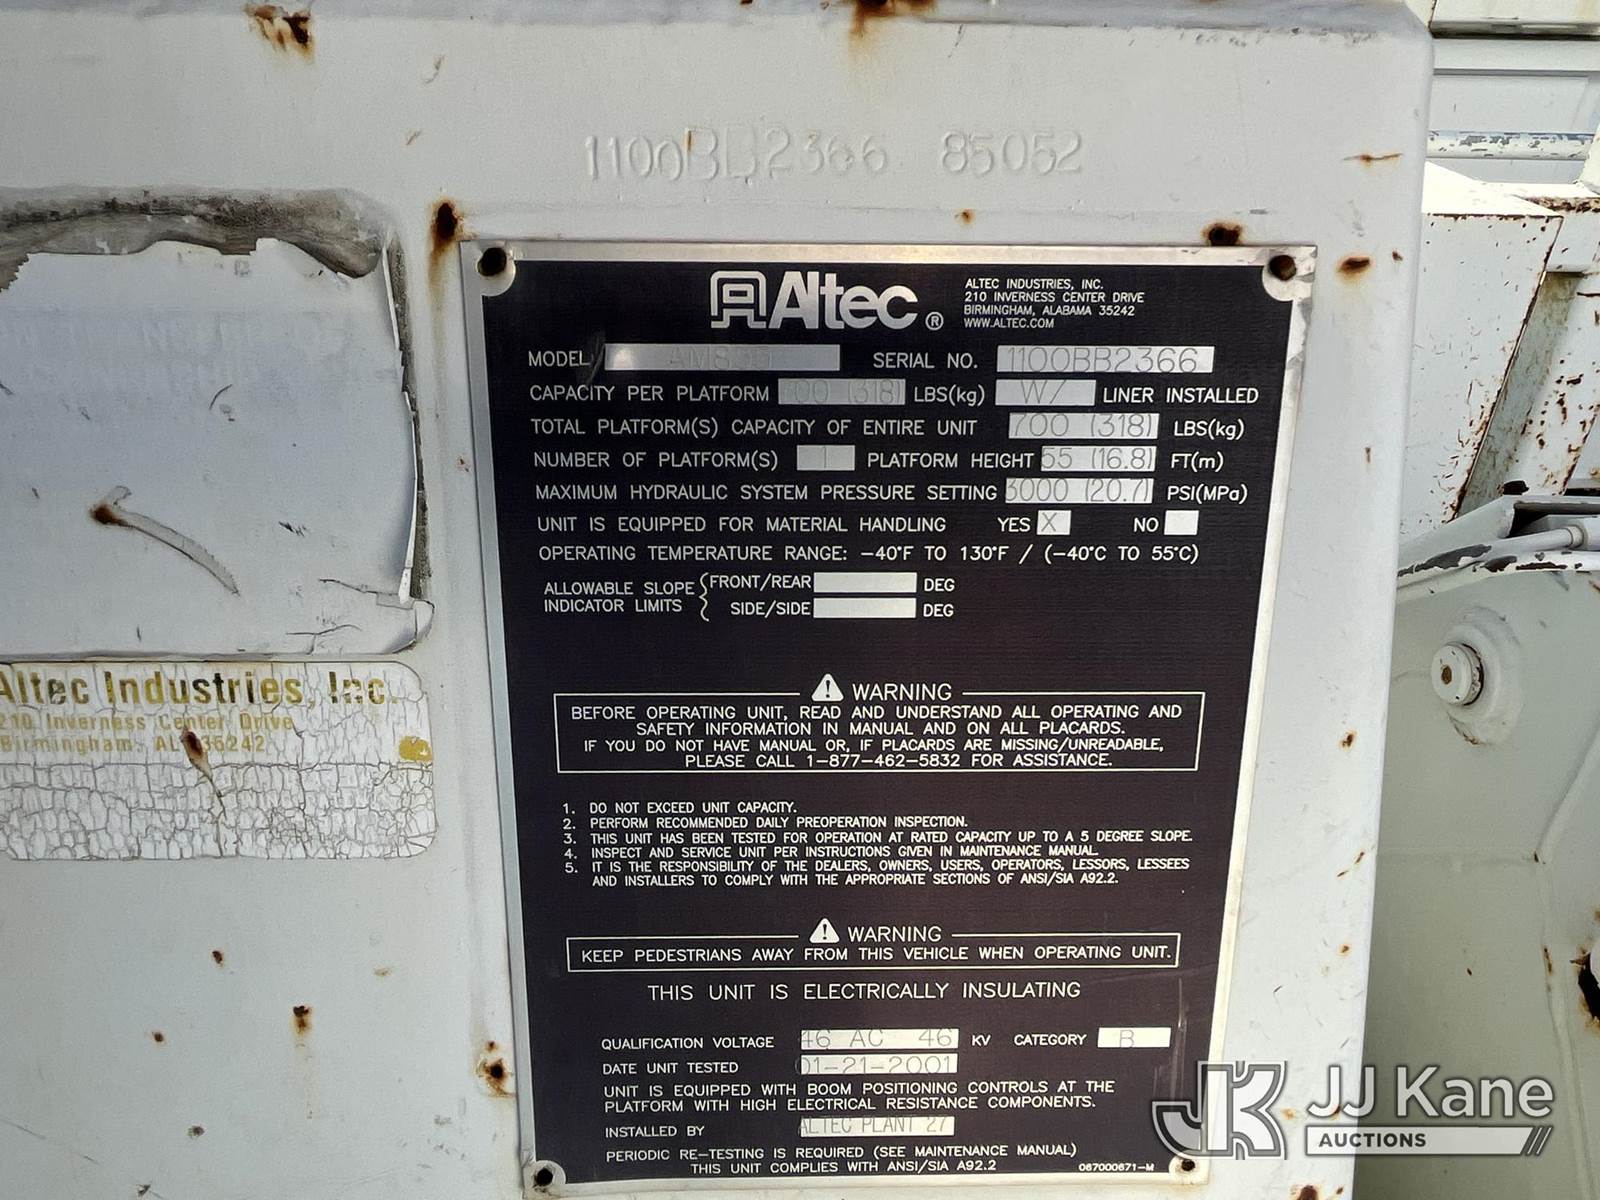 1100BB2366 85052
Altec®
ALTEC INDUSTRIES, INC.
210 INVERNESS CENTER DRIVE
BIRMINGHAM, ALABAMA 35242
WWW.ALTEC.COM
MODEL SERIAL NO. 1100BB2366
CAPACITY PER PLATFORM 00 (318) LBS(kg) W/ LINER INSTALLED
TOTAL PLATFORM(S) CAPACITY OF ENTIRE UNIT 700 (318) LBS(kg)
NUMBER OF PLATFORM(S) 1 PLATFORM HEIGHT 55 (16.8) FT(m)
MAXIMUM HYDRAULIC SYSTEM PRESSURE SETTING 3000 (20.7) PSI(MPa)
UNIT IS EQUIPPED FOR MATERIAL HANDLING YES X NO
OPERATING TEMPERATURE RANGE: -40°F TO 130°F / (-40°C TO 55°C)
ALLOWABLE SLOPE INDICATOR LIMITS { FRONT/REAR DEG
SIDE/SIDE DEG
WARNING
BEFORE OPERATING UNIT, READ AND UNDERSTAND ALL OPERATING AND
SAFETY INFORMATION IN MANUAL AND ON ALL PLACARDS.
IF YOU DO NOT HAVE MANUAL OR, IF PLACARDS ARE MISSING/UNREADABLE,
PLEASE CALL 1-877-462-5832 FOR ASSISTANCE.
1. DO NOT EXCEED UNIT CAPACITY.
2. PERFORM RECOMMENDED DAILY PREOPERATION INSPECTION.
3. THIS UNIT HAS BEEN TESTED FOR OPERATION AT RATED CAPACITY UP TO A 5 DEGREE SLOPE.
4. INSPECT AND SERVICE UNIT PER INSTRUCTIONS GIVEN IN MAINTENANCE MANUAL.
5. IT IS THE RESPONSIBILITY OF THE DEALERS, OWNERS, USERS, OPERATORS, LESSORS, LESSEES
AND INSTALLERS TO COMPLY WITH THE APPROPRIATE SECTIONS OF ANSI/SIA A92.2.
WARNING
KEEP PEDESTRIANS AWAY FROM THIS VEHICLE WHEN OPERATING UNIT.
THIS UNIT IS ELECTRICALLY INSULATING
QUALIFICATION VOLTAGE 46 AC 46 KV CATEGORY B
DATE UNIT TESTED 01-21-2001
UNIT IS EQUIPPED WITH BOOM POSITIONING CONTROLS AT THE
PLATFORM WITH HIGH ELECTRICAL RESISTANCE COMPONENTS.
INSTALLED BY ALTEC PLANT 27
PERIODIC RE-TESTING IS REQUIRED (SEE MAINTENANCE MANUAL)
THIS UNIT COMPLIES WITH ANSI/SIA A92.2 067000671-M
Altec Industries, Inc.
210 Inverness Center Drive
Birmingham, AL 35242
JK JJ Kane
AUCTIONS